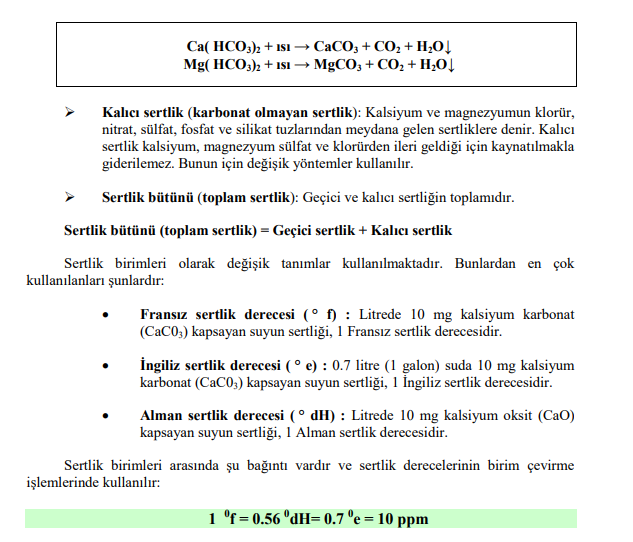 Ca( HCO₃)₂ + ısı → CaCO₃ + CO₂ + H₂O↓
Mg( HCO₃)₂ + ısı → MgCO₃ + CO₂ + H₂O↓
➢ Kalıcı sertlik (karbonat olmayan sertlik): Kalsiyum ve magnezyumun klorür,
nitrat, sülfat, fosfat ve silikat tuzlarından meydana gelen sertliklere denir. Kalıcı
sertlik kalsiyum, magnezyum sülfat ve klorürden ileri geldiği için kaynatılmakla
giderilemez. Bunun için değişik yöntemler kullanılır.
➢ Sertlik bütünü (toplam sertlik): Geçici ve kalıcı sertliğin toplamıdır.
Sertlik bütünü (toplam sertlik) = Geçici sertlik + Kalıcı sertlik
Sertlik birimleri olarak değişik tanımlar kullanılmaktadır. Bunlardan en çok
kullanılanları şunlardır:
• Fransız sertlik derecesi ( ° f) : Litrede 10 mg kalsiyum karbonat
(CaC0₃) kapsayan suyun sertliği, 1 Fransız sertlik derecesidir.
• İngiliz sertlik derecesi ( ° e) : 0.7 litre (1 galon) suda 10 mg kalsiyum
karbonat (CaC0₃) kapsayan suyun sertliği, 1 İngiliz sertlik derecesidir.
• Alman sertlik derecesi ( ° dH) : Litrede 10 mg kalsiyum oksit (CaO)
kapsayan suyun sertliği, 1 Alman sertlik derecesidir.
Sertlik birimleri arasında şu bağıntı vardır ve sertlik derecelerinin birim çevirme
işlemlerinde kullanılır:
1 ⁰f = 0.56 ⁰dH= 0.7 ⁰e = 10 ppm